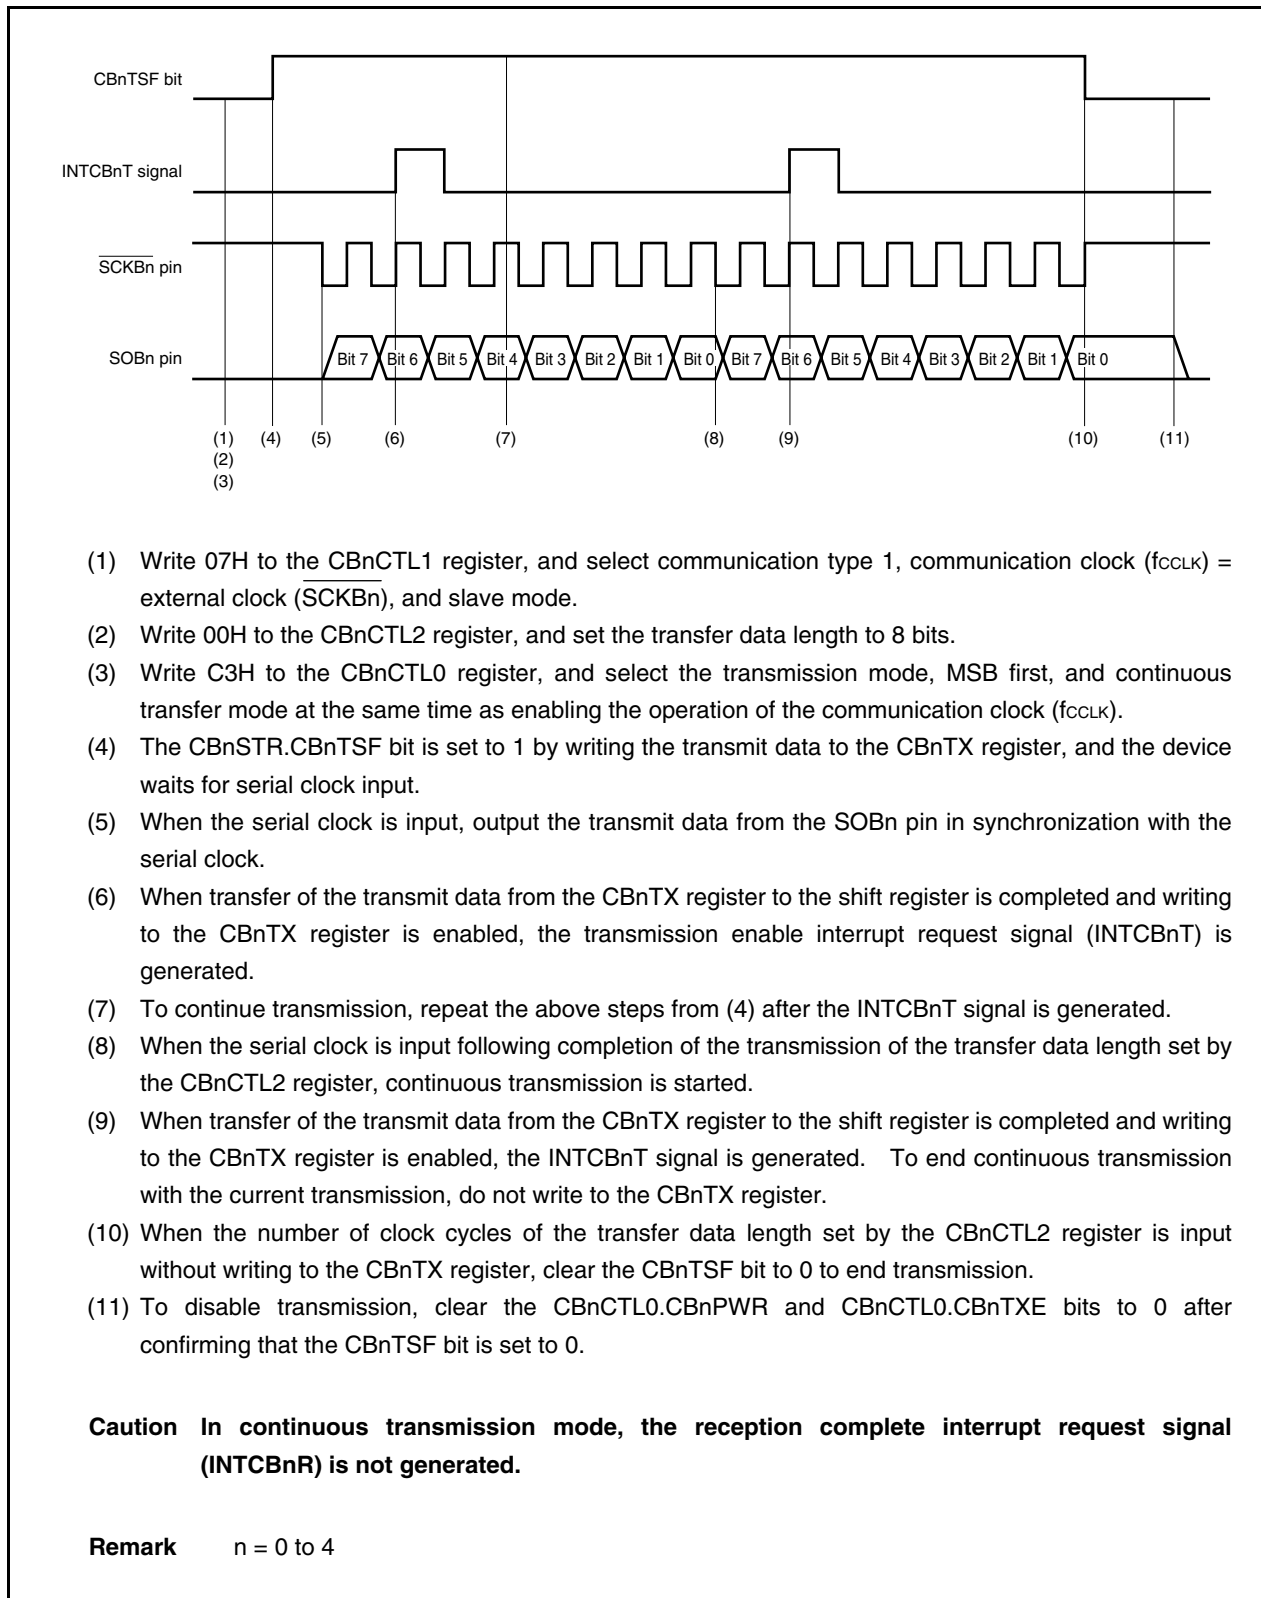 CBnTSF bit
INTCBnT signal
SCKBn pin
SOBn pin
Bit 7 Bit 6 Bit 5 Bit 4 Bit 3 Bit 2 Bit 1 Bit 0 Bit 7 Bit 6 Bit 5 Bit 4 Bit 3 Bit 2 Bit 1 Bit 0
(1) (4) (5) (6) (7) (8) (9) (10) (11)
(2)
(3)
(1) Write 07H to the CBnCTL1 register, and select communication type 1, communication clock (fCCLK) =
external clock (SCKBn), and slave mode.
(2) Write 00H to the CBnCTL2 register, and set the transfer data length to 8 bits.
(3) Write C3H to the CBnCTL0 register, and select the transmission mode, MSB first, and continuous
transfer mode at the same time as enabling the operation of the communication clock (fCCLK).
(4) The CBnSTR.CBnTSF bit is set to 1 by writing the transmit data to the CBnTX register, and the device
waits for serial clock input.
(5) When the serial clock is input, output the transmit data from the SOBn pin in synchronization with the
serial clock.
(6) When transfer of the transmit data from the CBnTX register to the shift register is completed and writing
to the CBnTX register is enabled, the transmission enable interrupt request signal (INTCBnT) is
generated.
(7) To continue transmission, repeat the above steps from (4) after the INTCBnT signal is generated.
(8) When the serial clock is input following completion of the transmission of the transfer data length set by
the CBnCTL2 register, continuous transmission is started.
(9) When transfer of the transmit data from the CBnTX register to the shift register is completed and writing
to the CBnTX register is enabled, the INTCBnT signal is generated. To end continuous transmission
with the current transmission, do not write to the CBnTX register.
(10) When the number of clock cycles of the transfer data length set by the CBnCTL2 register is input
without writing to the CBnTX register, clear the CBnTSF bit to 0 to end transmission.
(11) To disable transmission, clear the CBnCTL0.CBnPWR and CBnCTL0.CBnTXE bits to 0 after
confirming that the CBnTSF bit is set to 0.
Caution In continuous transmission mode, the reception complete interrupt request signal
(INTCBnR) is not generated.
Remark n = 0 to 4